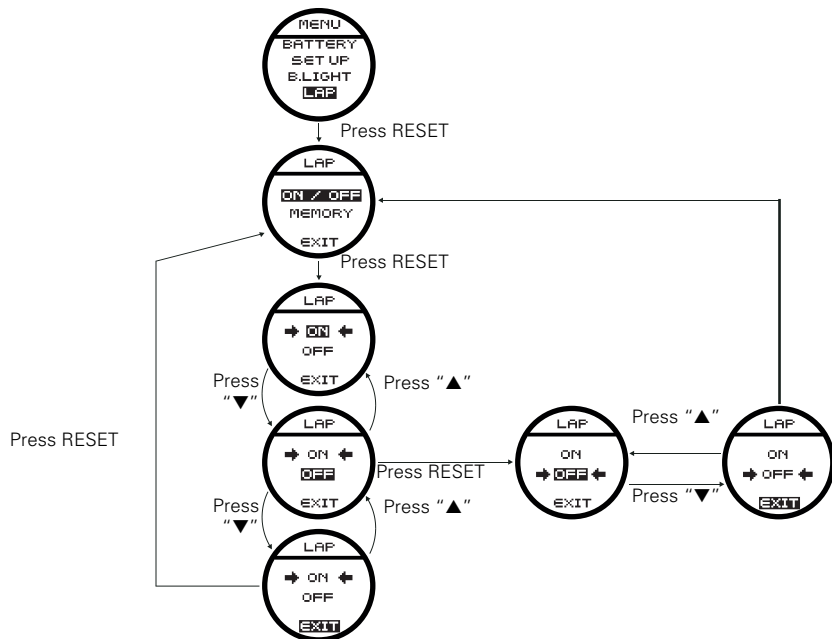 MENU
BATTERY
SET UP
B.LIGHT
LAP
Press RESET
LAP
ON / OFF
MEMORY
EXIT
Press RESET
LAP
ON
OFF
EXIT
Press
“▼”
Press “▲”
Press RESET
LAP
ON
OFF
EXIT
Press RESET
LAP
ON
OFF
EXIT
Press “▲”
Press “▼”
LAP
ON
OFF
EXIT
Press
“▼”
Press “▲”
LAP
ON
OFF
EXIT